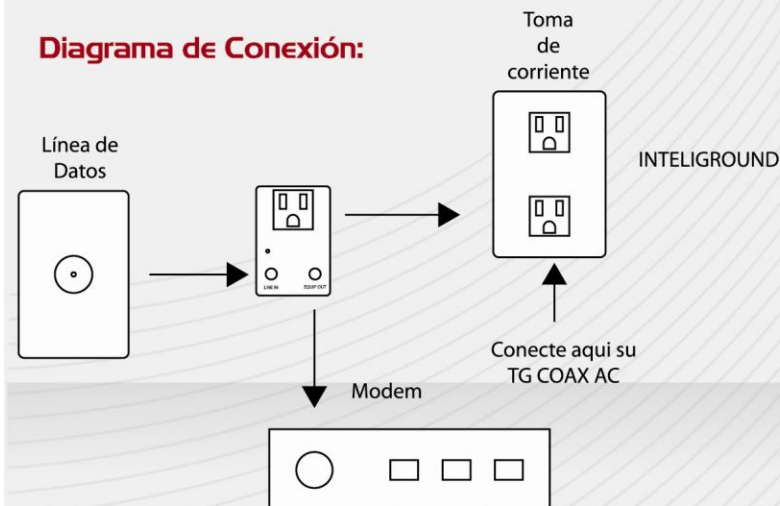 Diagrama de Conexión:
Toma
de
corriente
Línea de
Datos
INTELIGROUND
LINE IN
EQUIP OUT
Conecte aqui su
TG COAX AC
Modem